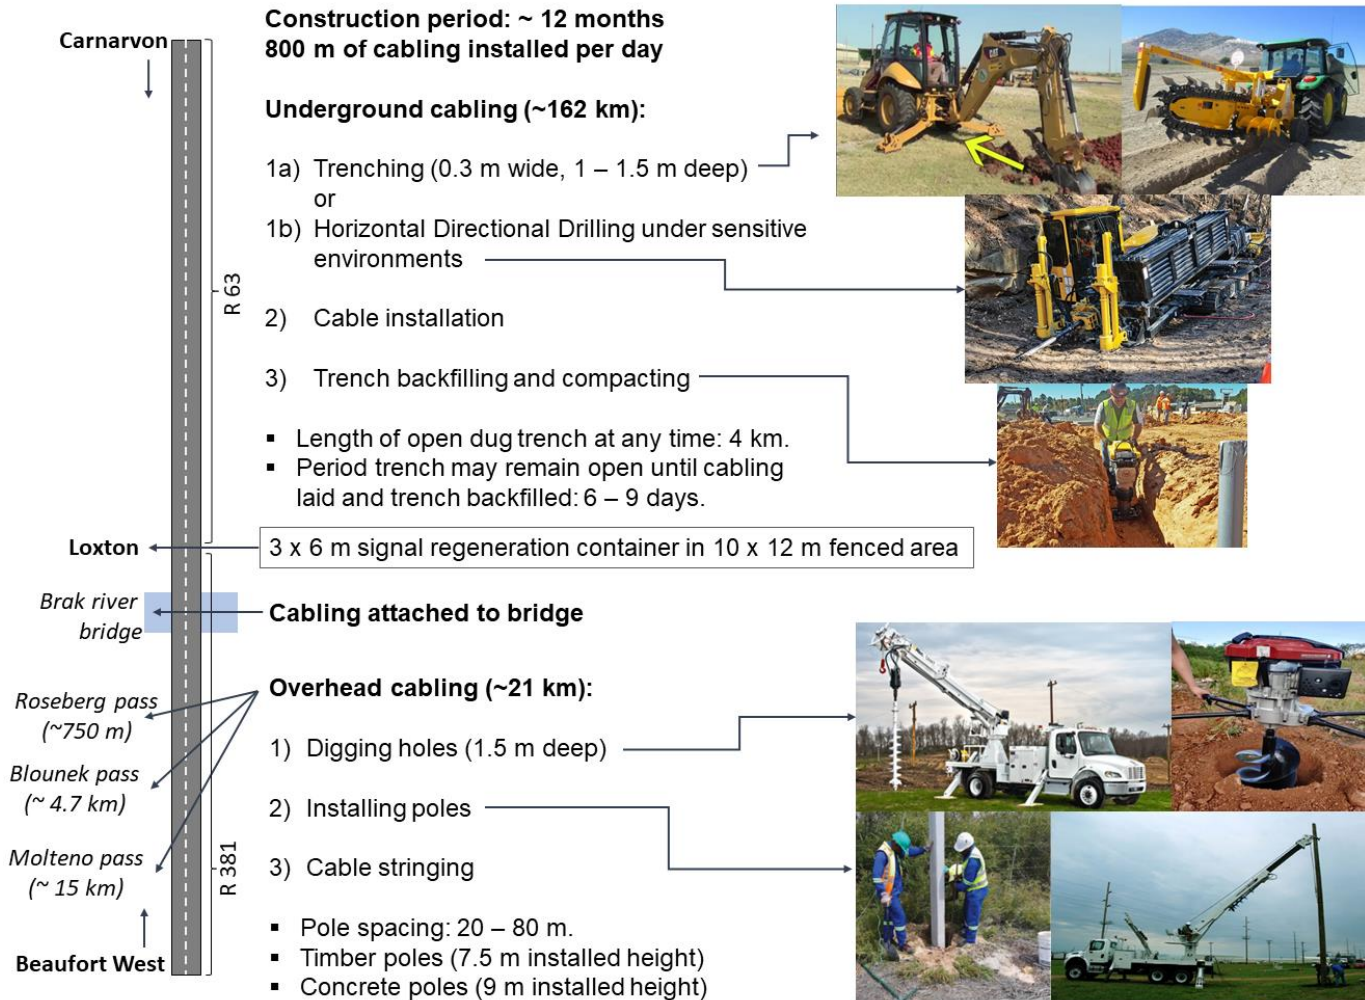 Carnarvon
Construction period: ~ 12 months
800 m of cabling installed per day
Underground cabling (~162 km):
1a) Trenching (0.3 m wide, 1 – 1.5 m deep)
or
1b) Horizontal Directional Drilling under sensitive
environments
2) Cable installation
3) Trench backfilling and compacting
▪ Length of open dug trench at any time: 4 km.
▪ Period trench may remain open until cabling
laid and trench backfilled: 6 – 9 days.
R 63
Loxton
3 x 6 m signal regeneration container in 10 x 12 m fenced area
Brak river
bridge
Cabling attached to bridge
Overhead cabling (~21 km):
Roseberg pass
(~750 m)
Blounek pass
(~ 4.7 km)
Molteno pass
(~ 15 km)
R 381
Beaufort West
1) Digging holes (1.5 m deep)
2) Installing poles
3) Cable stringing
▪ Pole spacing: 20 – 80 m.
▪ Timber poles (7.5 m installed height)
▪ Concrete poles (9 m installed height)
CAT